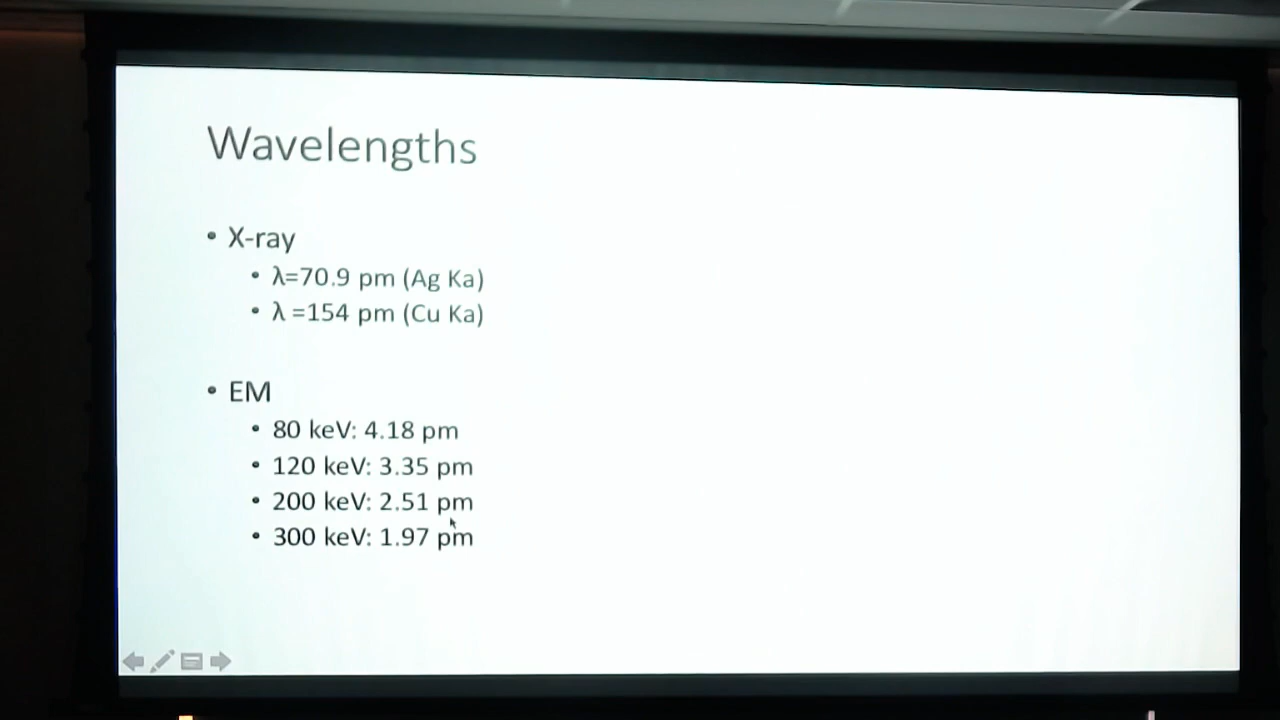 Wavelengths
• X-ray
• λ=70.9 pm (Ag Ka)
• λ =154 pm (Cu Ka)
• EM
• 80 keV: 4.18 pm
• 120 keV: 3.35 pm
• 200 keV: 2.51 pm
• 300 keV: 1.97 pm